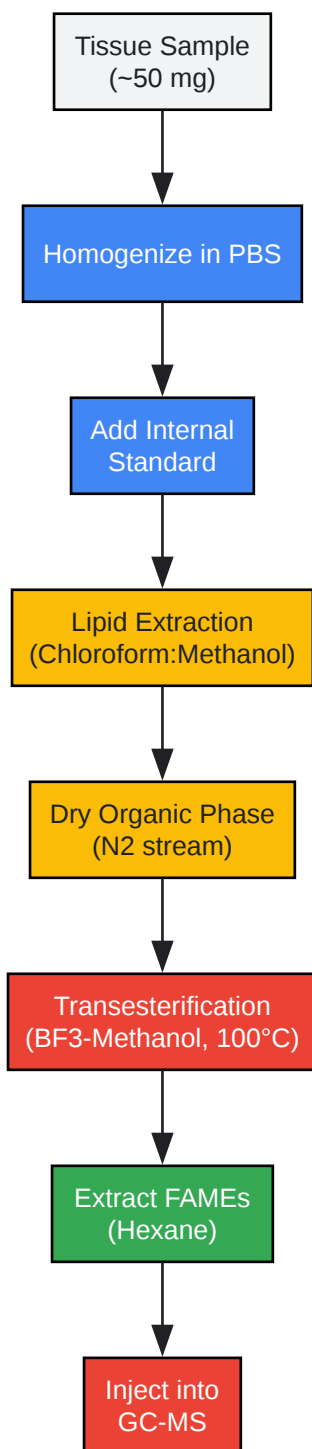 Tissue Sample
(~50 mg)
Homogenize in PBS
Add Internal
Standard
Lipid Extraction
(Chloroform:Methanol)
Dry Organic Phase
(N2 stream)
Transesterification
(BF3-Methanol, 100°C)
Extract FAMEs
(Hexane)
Inject into
GC-MS